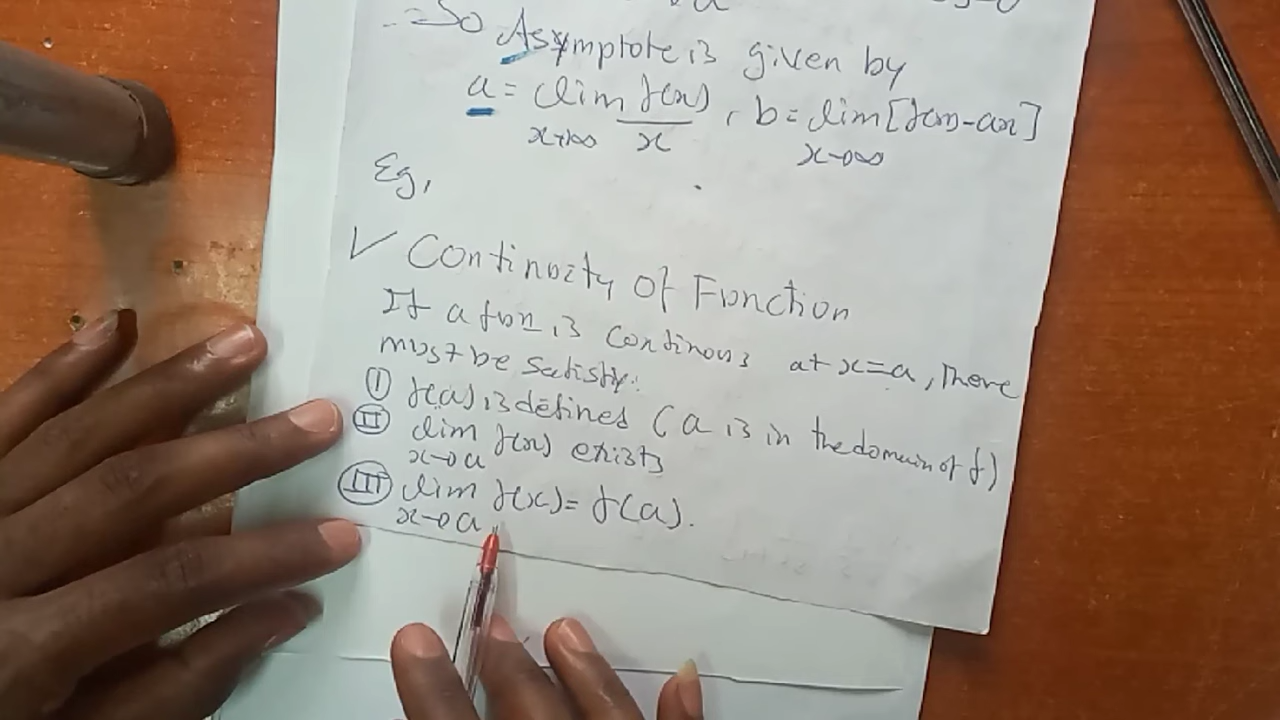 So Asymptote is given by
a = lim f(x) / x , b = lim [f(x) - ax]
x→∞ x→∞
Eg,
✓ Continuity of Function
If a fxn is continous at x=a, There
must be satisfy:
(I) f(a) is defined (a is in the domain of f)
(II) lim f(x) exists
x→a
(III) lim f(x) = f(a).
x→a